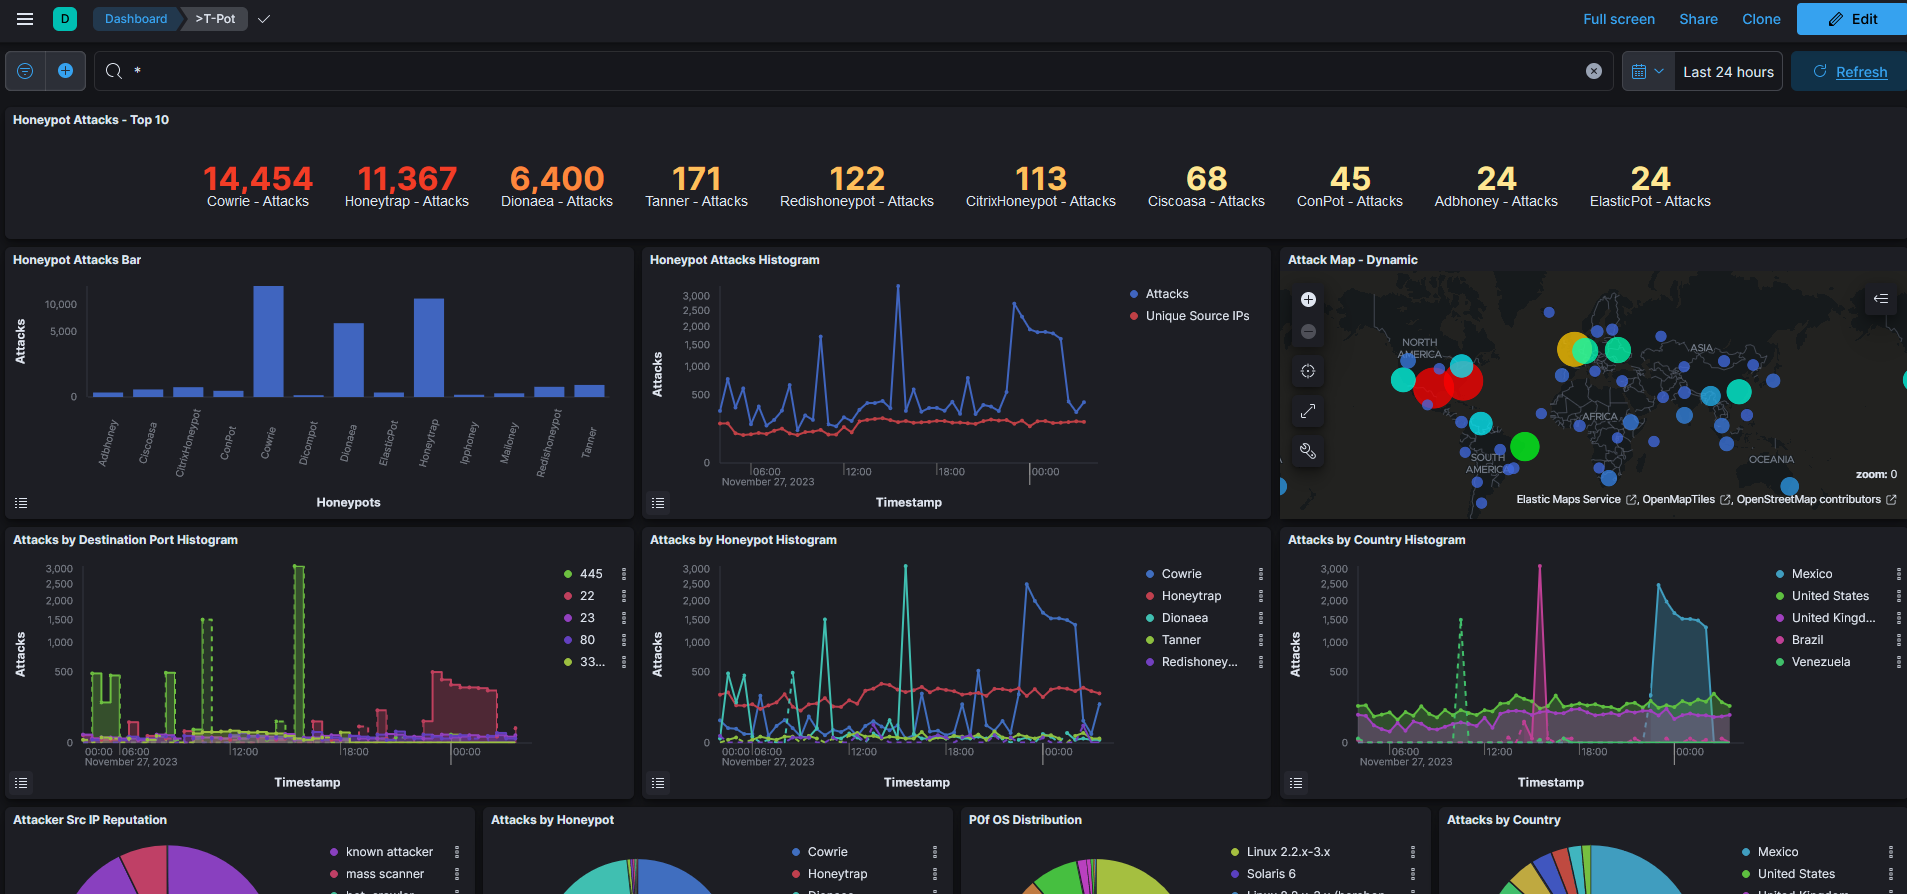 D Dashboard >T-Pot Full screen Share Clone Edit
* Last 24 hours Refresh
Honeypot Attacks - Top 10
14,454 11,367 6,400 171 122 113 68 45 24 24
Cowrie - Attacks Honeytrap - Attacks Dionaea - Attacks Tanner - Attacks Redishoneypot - Attacks CitrixHoneypot - Attacks Ciscoasa - Attacks ConPot - Attacks Adbhoney - Attacks ElasticPot - Attacks
Honeypot Attacks Bar
Attacks
10,000
5,000
0
Adbhoney Ciscoasa CitrixHoneypot ConPot Cowrie Dicompot Dionaea ElasticPot Honeytrap Ipphoney Mailoney Redishoneypot Tanner
Honeypots
Honeypot Attacks Histogram
Attacks
3,000
2,500
2,000
1,500
1,000
500
0
06:00 12:00 18:00 00:00
November 27, 2023
Timestamp
Attacks
Unique Source IPs
Attack Map - Dynamic
NORTH
AMERICA
ASIA
AFRICA
SOUTH
AMERICA
OCEANIA
zoom: 0
Elastic Maps Service , OpenMapTiles , OpenStreetMap contributors
Attacks by Destination Port Histogram
Attacks
3,000
2,500
2,000
1,500
1,000
500
0
00:00 06:00 12:00 18:00 00:00
November 27, 2023
Timestamp
445
22
23
80
33...
Attacks by Honeypot Histogram
Attacks
3,000
2,500
2,000
1,500
1,000
500
0
00:00 06:00 12:00 18:00 00:00
November 27, 2023
Timestamp
Cowrie
Honeytrap
Dionaea
Tanner
Redishoney...
Attacks by Country Histogram
Attacks
3,000
2,500
2,000
1,500
1,000
500
0
06:00 12:00 18:00 00:00
November 27, 2023
Timestamp
Mexico
United States
United Kingd...
Brazil
Venezuela
Attacker Src IP Reputation
known attacker
mass scanner
Attacks by Honeypot
Cowrie
Honeytrap
Dionaea
P0f OS Distribution
Linux 2.2.x-3.x
Solaris 6
Attacks by Country
Mexico
United States